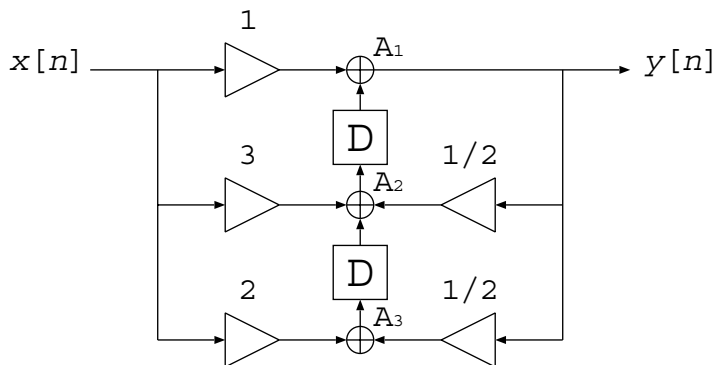 1
x[n] A₁ y[n]
D
3 1/2
A₂
D
2 1/2
A₃